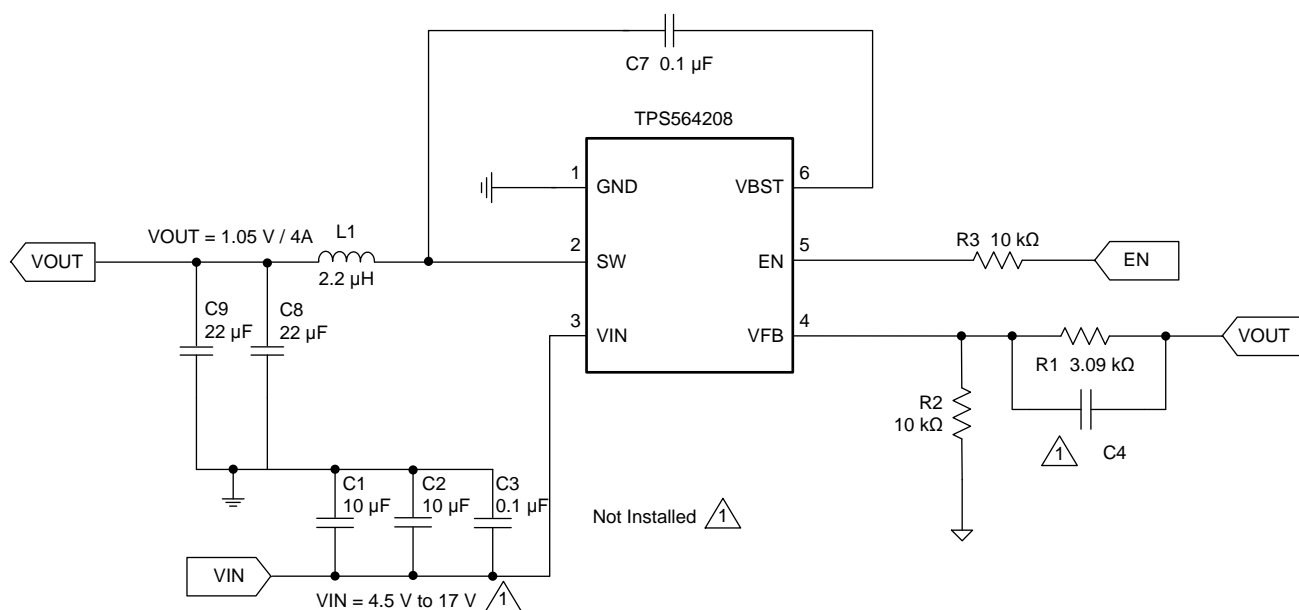 C7 0.1 µF
TPS564208
1
GND
VBST
6
VOUT = 1.05 V / 4A
L1
2.2 µH
VOUT
2
SW
EN
5
R3 10 kΩ
EN
C9
22 µF
C8
22 µF
3
VIN
VFB
4
VOUT
R1 3.09 kΩ
R2
10 kΩ
1
C4
C1
10 µF
C2
10 µF
C3
0.1 µF
Not Installed 1
VIN
VIN = 4.5 V to 17 V 1